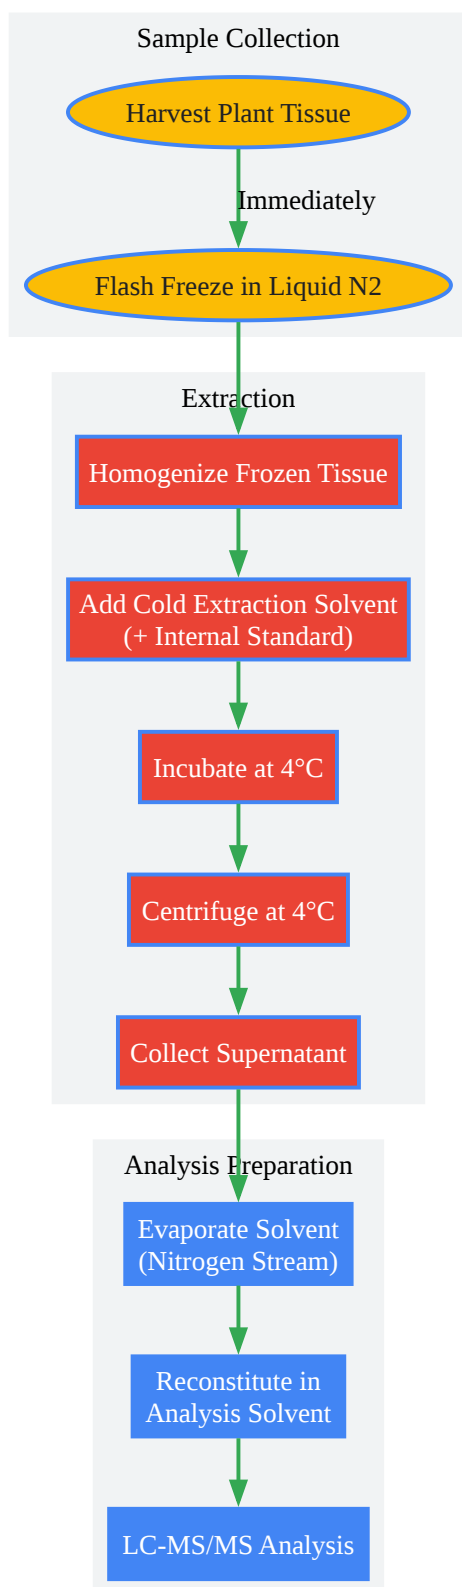 Sample Collection
Harvest Plant Tissue
Immediately
Flash Freeze in Liquid N2
Extraction
Homogenize Frozen Tissue
Add Cold Extraction Solvent
(+ Internal Standard)
Incubate at 4°C
Centrifuge at 4°C
Collect Supernatant
Analysis Preparation
Evaporate Solvent
(Nitrogen Stream)
Reconstitute in
Analysis Solvent
LC-MS/MS Analysis